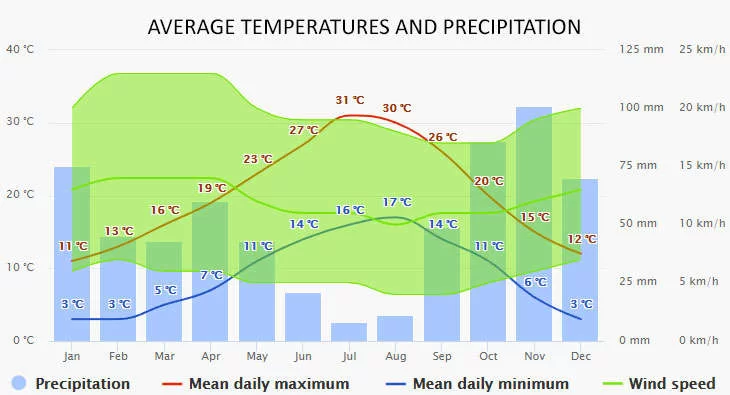 AVERAGE TEMPERATURES AND PRECIPITATION
40 °C 125 mm 25 km/h
31 °C 30 °C
30 °C 27 °C 26 °C 100 mm 20 km/h
23 °C
19 °C 20 °C 75 mm 15 km/h
20 °C
16 °C 16 °C 17 °C 15 °C
13 °C 14 °C 14 °C 50 mm 10 km/h
11 °C 11 °C 11 °C 12 °C
10 °C 7 °C 6 °C 25 mm 5 km/h
5 °C
3 °C 3 °C 3 °C
0 °C 0 mm 0 km/h
Jan Feb Mar Apr May Jun Jul Aug Sep Oct Nov Dec
Precipitation Mean daily maximum Mean daily minimum Wind speed